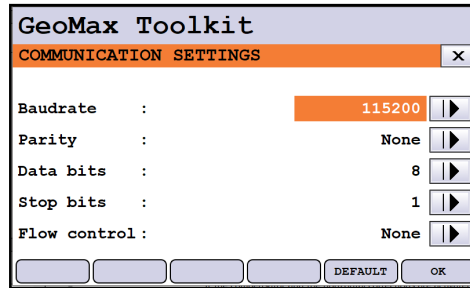 GeoMax Toolkit
COMMUNICATION SETTINGS X
Baudrate : 115200
Parity : None
Data bits : 8
Stop bits : 1
Flow control : None
DEFAULT OK